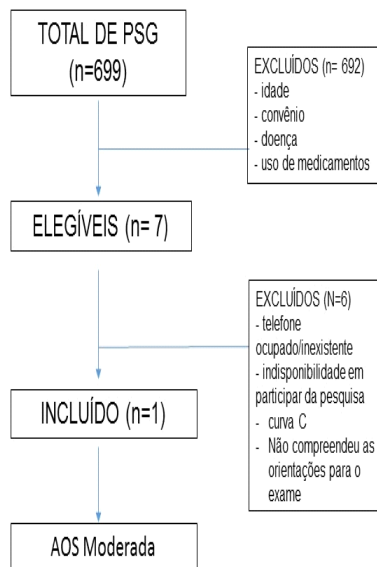 TOTAL DE PSG
(n=699)
EXCLUÍDOS (n= 692)
- idade
- convênio
- doença
- uso de medicamentos
ELEGÍVEIS (n= 7)
EXCLUÍDOS (N=6)
- telefone
ocupado/inexistente
- indisponibilidade em
participar da pesquisa
- curva C
- Não compreendeu as
orientações para o
exame
INCLUÍDO (n=1)
AOS Moderada